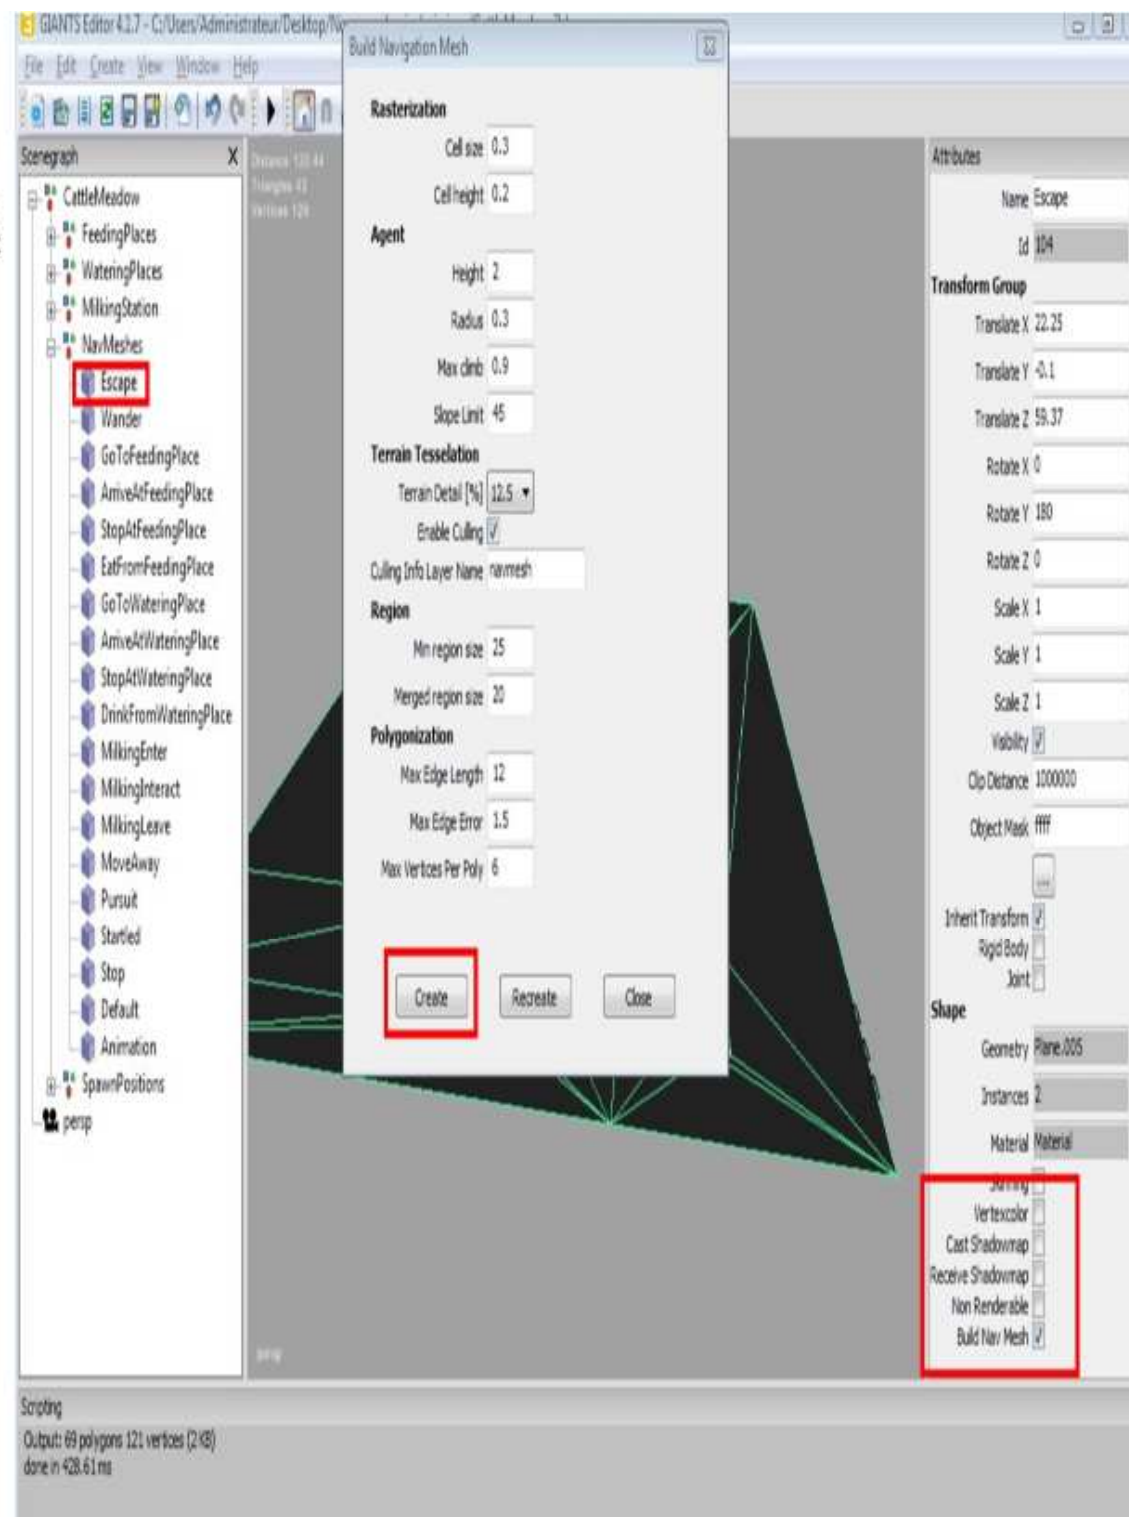 GIANTS Editor 4.1.7 - C:/Users/Administrateur/Desktop/
File Edit Create View Window Help
Scenegraph X
CattleMeadow
FeedingPlaces
WateringPlaces
MilkingStation
NavMeshes
Escape
Wander
GoToFeedingPlace
ArriveAtFeedingPlace
StopAtFeedingPlace
EatFromFeedingPlace
GoToWateringPlace
ArriveAtWateringPlace
StopAtWateringPlace
DrinkFromWateringPlace
MilkingEnter
MilkingInteract
MilkingLeave
MoveAway
Pursuit
Startled
Stop
Default
Animation
SpawnPositions
persp
Distance
Triangles
Vertices
persp
Build Navigation Mesh
Rasterization
Cell size 0.3
Cell height 0.2
Agent
Height 2
Radius 0.3
Max climb 0.9
Slope Limit 45
Terrain Tesselation
Terrain Detail [%] 12.5
Enable Culling
Culling Info Layer Name navmesh
Region
Min region size 25
Merged region size 20
Polygonization
Max Edge Length 12
Max Edge Error 1.5
Max Vertices Per Poly 6
Create Recreate Close
Attributes
Name Escape
Id 104
Transform Group
Translate X 22.25
Translate Y -0.1
Translate Z 59.37
Rotate X 0
Rotate Y 180
Rotate Z 0
Scale X 1
Scale Y 1
Scale Z 1
Visibility
Clip Distance 1000000
Object Mask ffff
...
Inherit Transform
Rigid Body
Joint
Shape
Geometry Plane.005
Instances 2
Material Material
Skinning
Vertexcolor
Cast Shadowmap
Receive Shadowmap
Non Renderable
Build Nav Mesh
Scripting
Output: 69 polygons 121 vertices (2 KB)
done in 428.61 ms